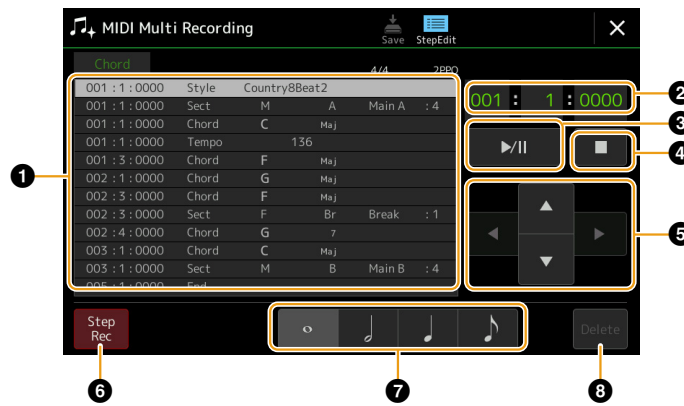 MIDI Multi Recording
Save
StepEdit
Chord
4/4 2PPQ
001 : 1 : 0000 Style Country8Beat2
001 : 1 : 0000 Sect M A Main A : 4
001 : 1 : 0000 Chord C Maj
001 : 1 : 0000 Tempo 136
001 : 3 : 0000 Chord F Maj
002 : 1 : 0000 Chord G Maj
002 : 3 : 0000 Chord F Maj
002 : 3 : 0000 Sect F Br Break : 1
002 : 4 : 0000 Chord G 7
003 : 1 : 0000 Chord C Maj
003 : 1 : 0000 Sect M B Main B : 4
005 : 1 : 0000 End
001 : 1 : 0000
Step
Rec
Delete
1
2
3
4
5
6
7
8